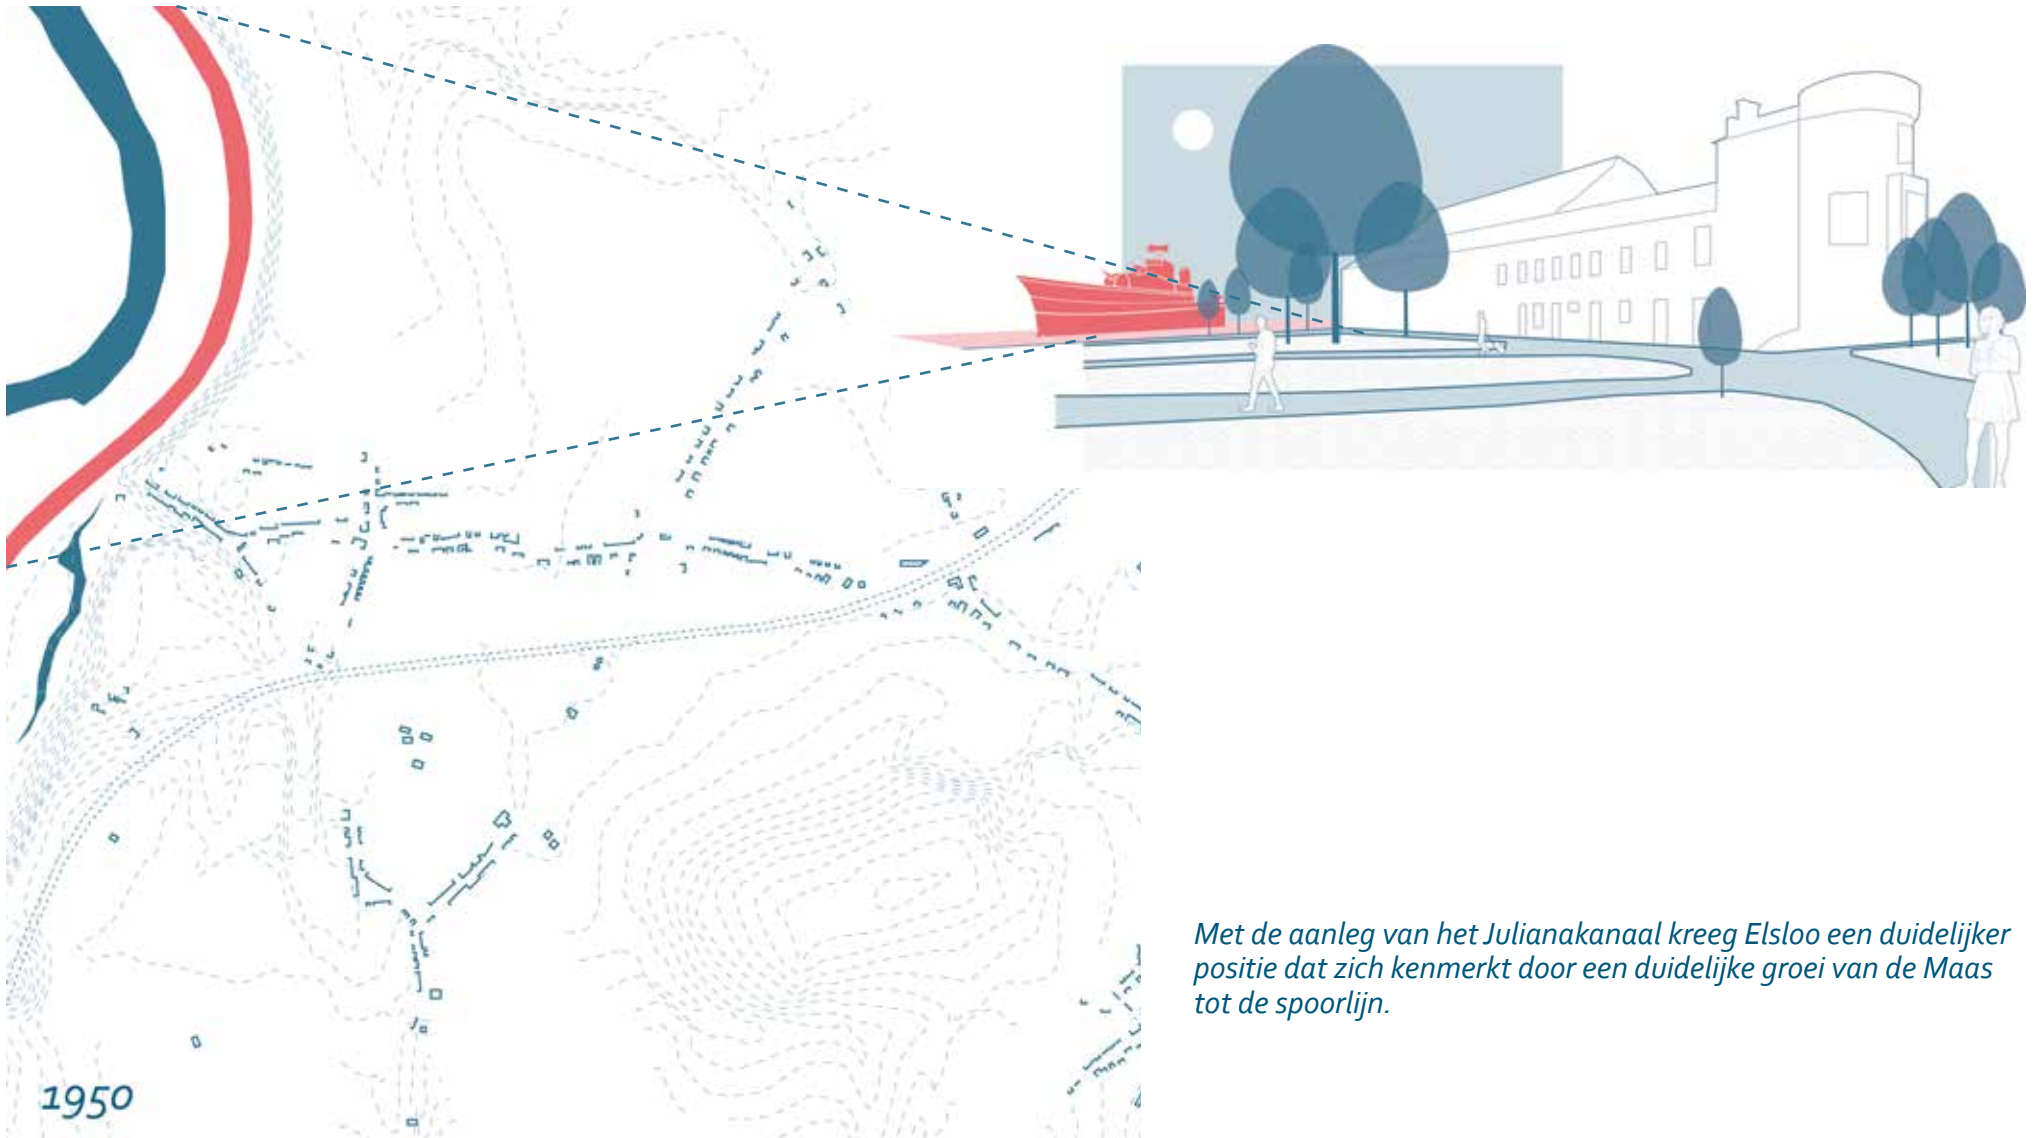 Met de aanleg van het Julianakanaal kreeg Elsloo een duidelijker
positie dat zich kenmerkt door een duidelijke groei van de Maas
tot de spoorlijn.
1950